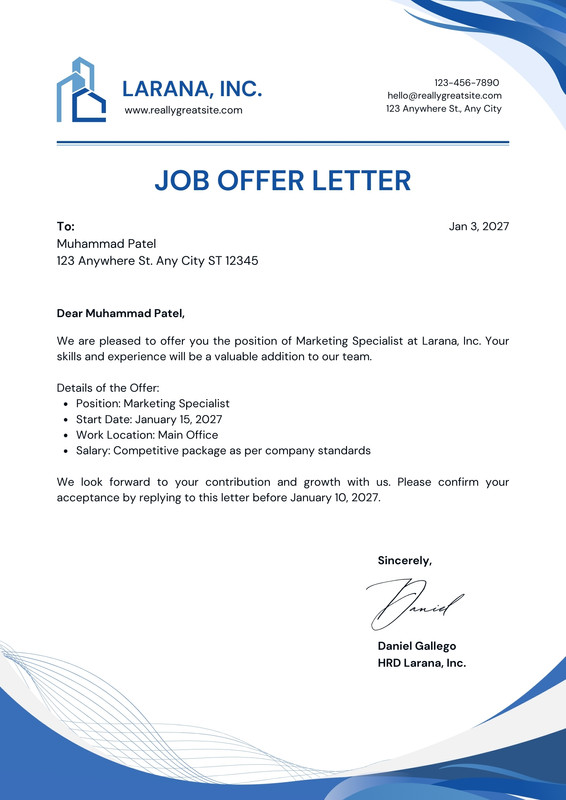 LARANA, INC.
www.reallygreatsite.com
123-456-7890
hello@reallygreatsite.com
123 Anywhere St., Any City
JOB OFFER LETTER
To:
Jan 3, 2027
Muhammad Patel
123 Anywhere St. Any City ST 12345
Dear Muhammad Patel,
We are pleased to offer you the position of Marketing Specialist at Larana, Inc. Your
skills and experience will be a valuable addition to our team.
Details of the Offer:
• Position: Marketing Specialist
• Start Date: January 15, 2027
• Work Location: Main Office
• Salary: Competitive package as per company standards
We look forward to your contribution and growth with us. Please confirm your
acceptance by replying to this letter before January 10, 2027.
Sincerely,
Daniel
Daniel Gallego
HRD Larana, Inc.